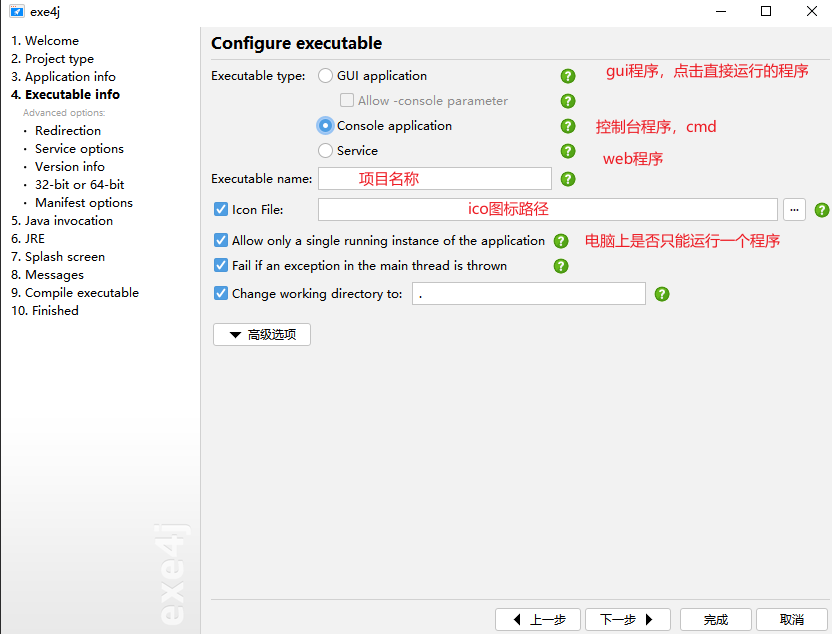 exe4j
1. Welcome
2. Project type
3. Application info
4. Executable info
Advanced options:
· Redirection
· Service options
· Version info
· 32-bit or 64-bit
· Manifest options
5. Java invocation
6. JRE
7. Splash screen
8. Messages
9. Compile executable
10. Finished
exe4j
Configure executable
Executable type: GUI application ? gui程序，点击直接运行的程序
Allow -console parameter ?
Console application ? 控制台程序，cmd
Service ? web程序
Executable name: 项目名称 ?
Icon File: ico图标路径 ... ?
Allow only a single running instance of the application ? 电脑上是否只能运行一个程序
Fail if an exception in the main thread is thrown ?
Change working directory to: . ?
高级选项
上一步 下一步 完成 取消